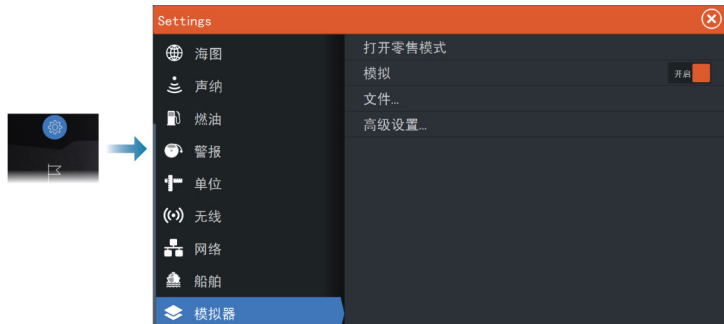 Settings
海图
声纳
燃油
警报
单位
无线
网络
船舶
模拟器
打开零售模式
模拟
开启
文件...
高级设置...